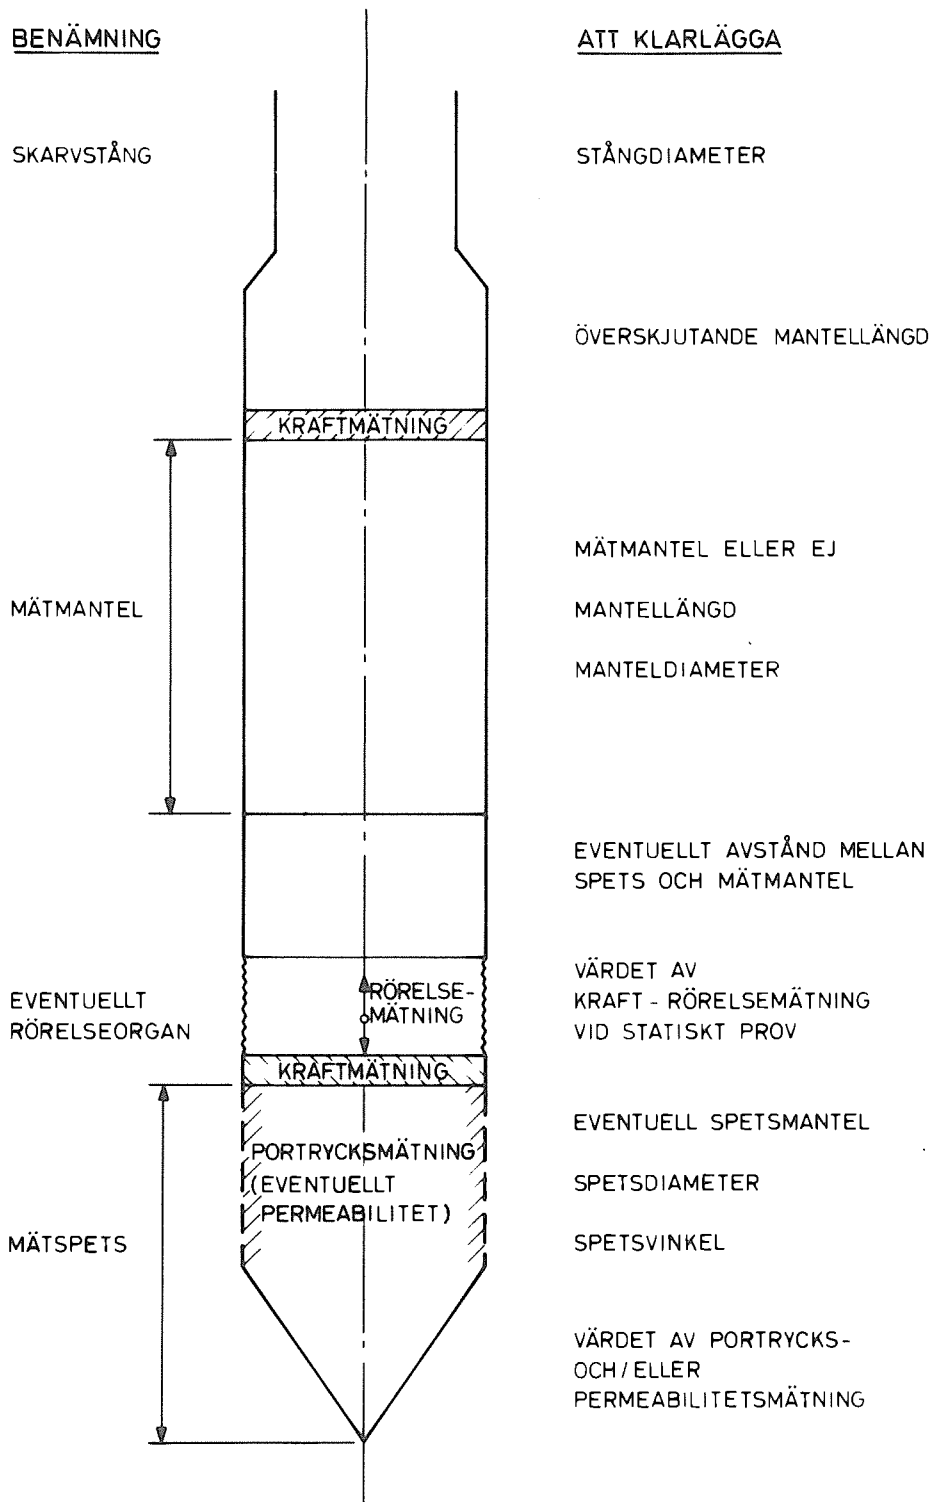 BENÄMNING
ATT KLARLÄGGA
SKARVSTÅNG
STÅNGDIAMETER
ÖVERSKJUTANDE MANTELLÄNGD
KRAFTMÄTNING
MÄTMANTEL ELLER EJ
MÄTMANTEL
MANTELLÄNGD
MANTELDIAMETER
EVENTUELLT AVSTÅND MELLAN
SPETS OCH MÄTMANTEL
EVENTUELLT
RÖRELSEORGAN
RÖRELSE-
MÄTNING
VÄRDET AV
KRAFT - RÖRELSEMÄTNING
VID STATISKT PROV
KRAFTMÄTNING
EVENTUELL SPETSMANTEL
PORTRYCKSMÄTNING
(EVENTUELLT
PERMEABILITET)
SPETSDIAMETER
MÄTSPETS
SPETSVINKEL
VÄRDET AV PORTRYCKS-
OCH/ELLER
PERMEABILITETSMÄTNING